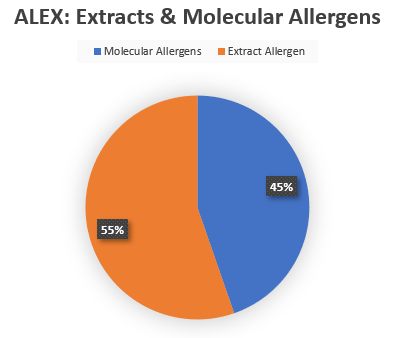 ALEX: Extracts & Molecular Allergens
Molecular Allergens Extract Allergen
45%
55%